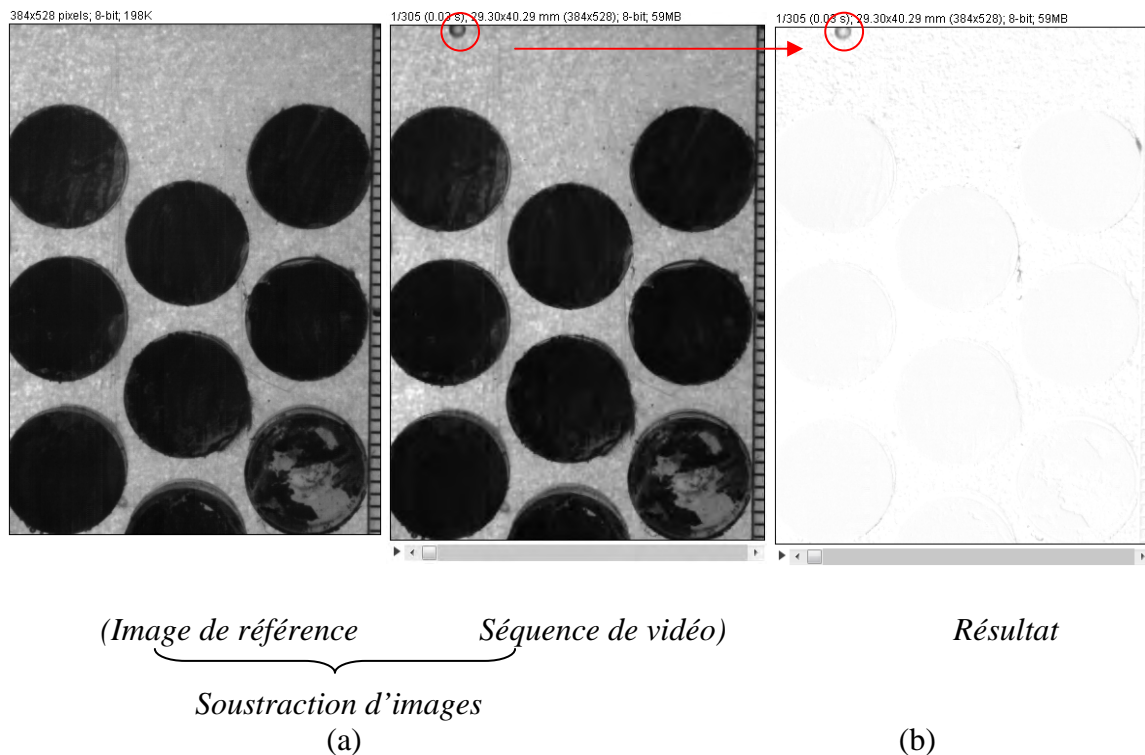 384x528 pixels; 8-bit; 198K
1/305 (0.03 s); 29.30x40.29 mm (384x528); 8-bit; 59MB
1/305 (0.03 s); 29.30x40.29 mm (384x528); 8-bit; 59MB
(Image de référence Séquence de vidéo) Résultat
Soustraction d'images
(a) (b)